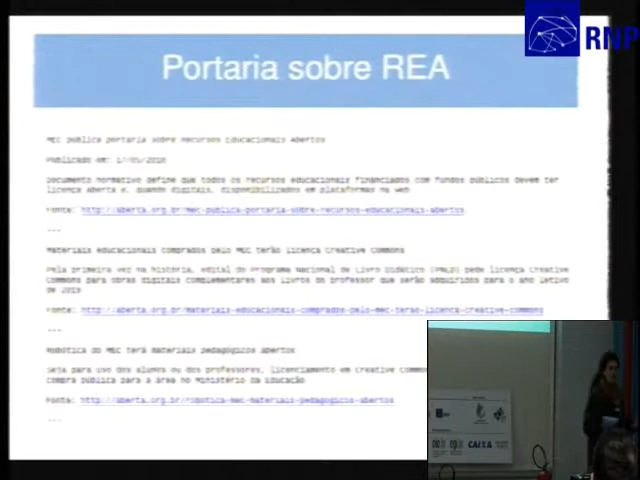 RNP
Portaria sobre REA
MEC publica portaria sobre Recursos Educacionais Abertos
Publicado em: 17/05/2018
Documento normativo define que todos os recursos educacionais financiados com fundos públicos devem ter
licença aberta e, quando digitais, disponibilizados em plataformas na web
Fonte: http://aberta.org.br/mec-publica-portaria-sobre-recursos-educacionais-abertos
---
Materiais educacionais comprados pelo MEC terão licença Creative Commons
Pela primeira vez na história, edital do Programa Nacional de Livro Didático (PNLD) pede licença Creative
Commons para obras digitais complementares aos livros do professor que serão adquiridos para o ano letivo
de 2019
Fonte: http://aberta.org.br/materiais-educacionais-comprados-pelo-mec-terao-licenca-creative-commons
---
Robótica do MEC terá materiais pedagógicos abertos
Seja para uso dos alunos ou dos professores, licenciamento em Creative Commo
compra pública para a área no Ministério da Educação
Fonte: http://aberta.org.br/robotica-mec-materiais-pedagogicos-abertos
---
CAIXA